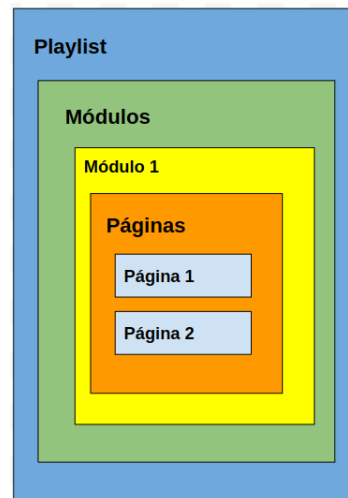 Playlist
Módulos
Módulo 1
Páginas
Página 1
Página 2